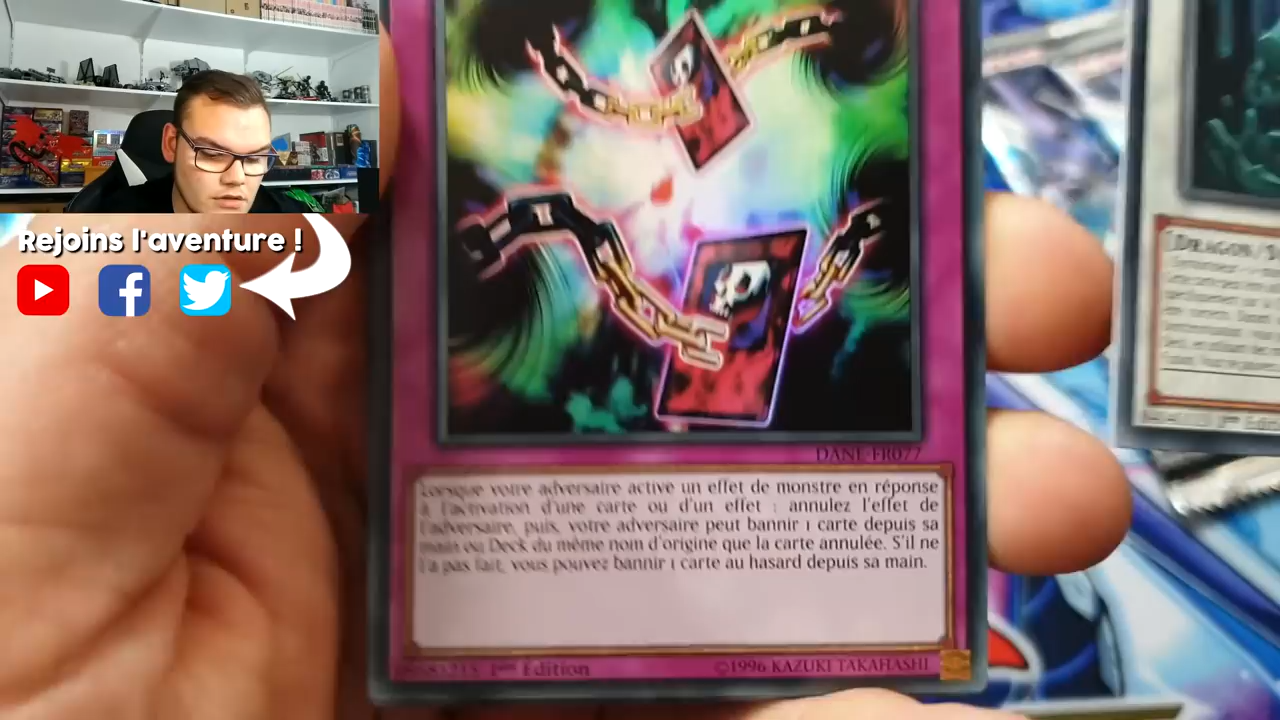 Rejoins l'aventure !
DANE-FR077
Lorsque votre adversaire active un effet de monstre en réponse
à l'activation d'une carte ou d'un effet : annulez l'effet de
l'adversaire, puis, votre adversaire peut bannir 1 carte depuis sa
main ou Deck du même nom d'origine que la carte annulée. S'il ne
l'a pas fait, vous pouvez bannir 1 carte au hasard depuis sa main.
1ère Édition
©1996 KAZUKI TAKAHASHI
[DRAGON/S